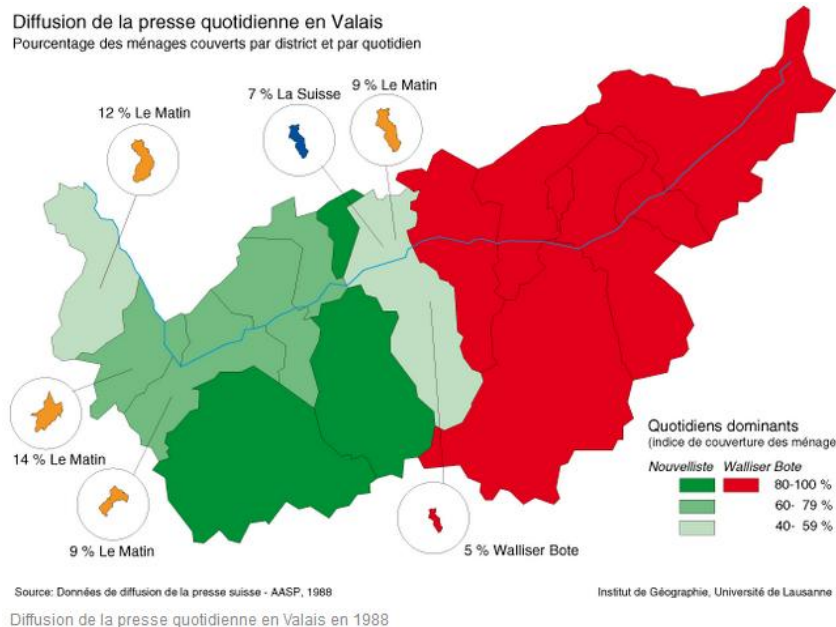 Diffusion de la presse quotidienne en Valais
Pourcentage des ménages couverts par district et par quotidien
7 % La Suisse
9 % Le Matin
12 % Le Matin
14 % Le Matin
9 % Le Matin
5 % Walliser Bote
Quotidiens dominants
(indice de couverture des ménage
Nouvelliste Walliser Bote
80-100 %
60- 79 %
40- 59 %
Source: Données de diffusion de la presse suisse - AASP, 1988
Institut de Géographie, Université de Lausanne
Diffusion de la presse quotidienne en Valais en 1988